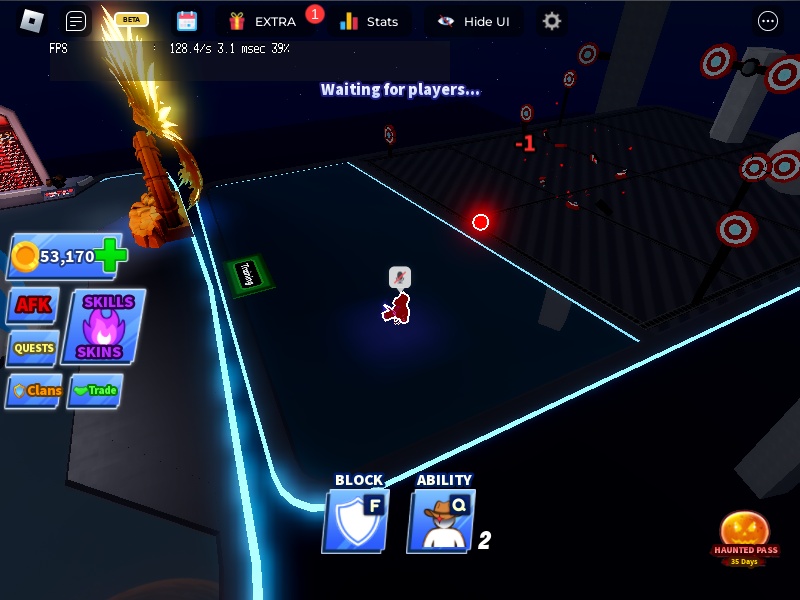 BETA
EXTRA
1
Stats
Hide UI
FPS : 128.4/s 3.1 msec 39%
Waiting for players...
-1
53,170
Training
AFK
SKILLS
SKINS
QUESTS
Clans
Trade
BLOCK
F
ABILITY
Q
2
HAUNTED PASS
35 Days